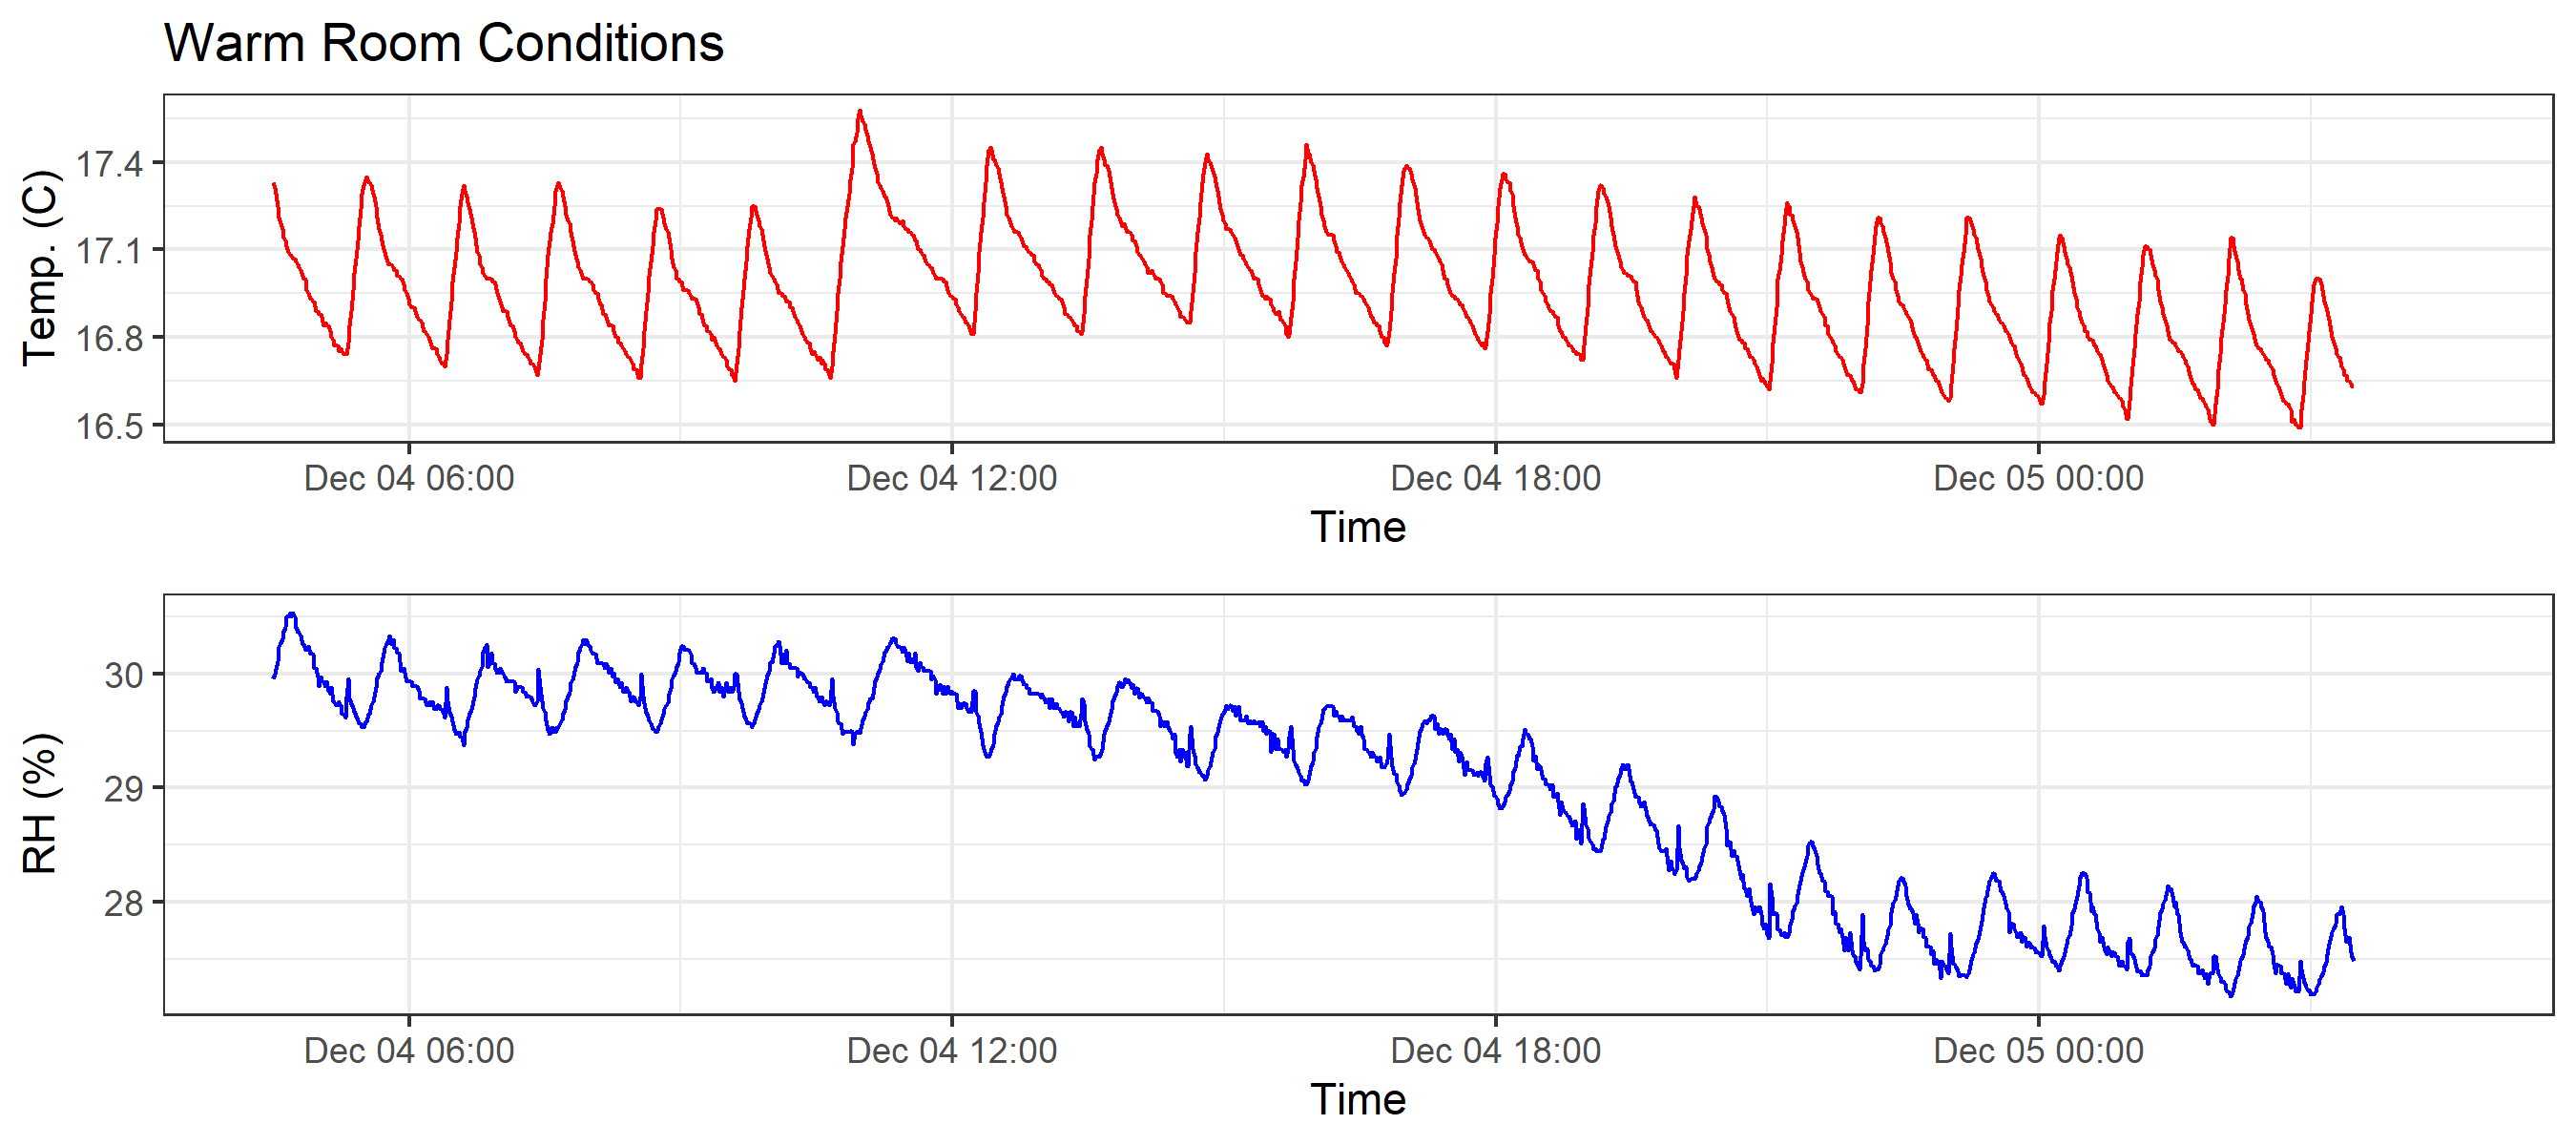 Warm Room Conditions
Temp. (C)
17.4
17.1
16.8
16.5
Dec 04 06:00 Dec 04 12:00 Dec 04 18:00 Dec 05 00:00
Time
RH (%)
30
29
28
Dec 04 06:00 Dec 04 12:00 Dec 04 18:00 Dec 05 00:00
Time